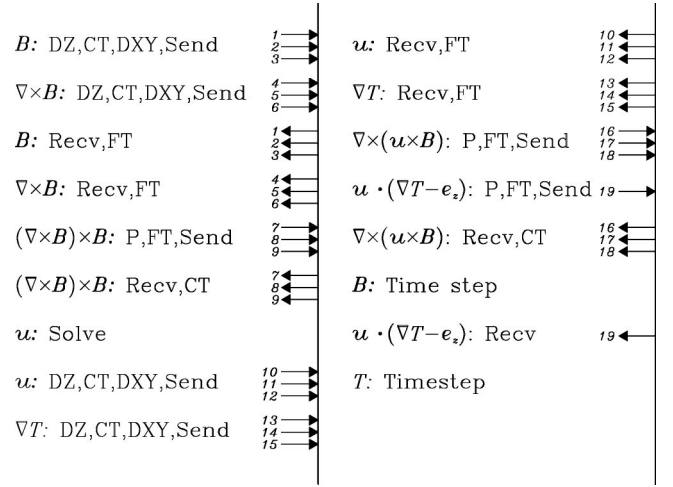 B: DZ,CT,DXY,Send 1 2 3
∇×B: DZ,CT,DXY,Send 4 5 6
B: Recv,FT 1 2 3
∇×B: Recv,FT 4 5 6
(∇×B)×B: P,FT,Send 7 8 9
(∇×B)×B: Recv,CT 7 8 9
u: Solve
u: DZ,CT,DXY,Send 10 11 12
∇T: DZ,CT,DXY,Send 13 14 15
u: Recv,FT 10 11 12
∇T: Recv,FT 13 14 15
∇×(u×B): P,FT,Send 16 17 18
u·(∇T−e_z): P,FT,Send 19
∇×(u×B): Recv,CT 16 17 18
B: Time step
u·(∇T−e_z): Recv 19
T: Timestep